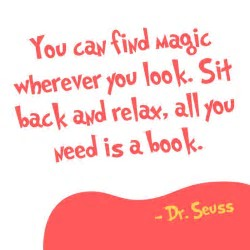 You can find magic
wherever you look. Sit
back and relax, all you
need is a book.
- Dr. Seuss